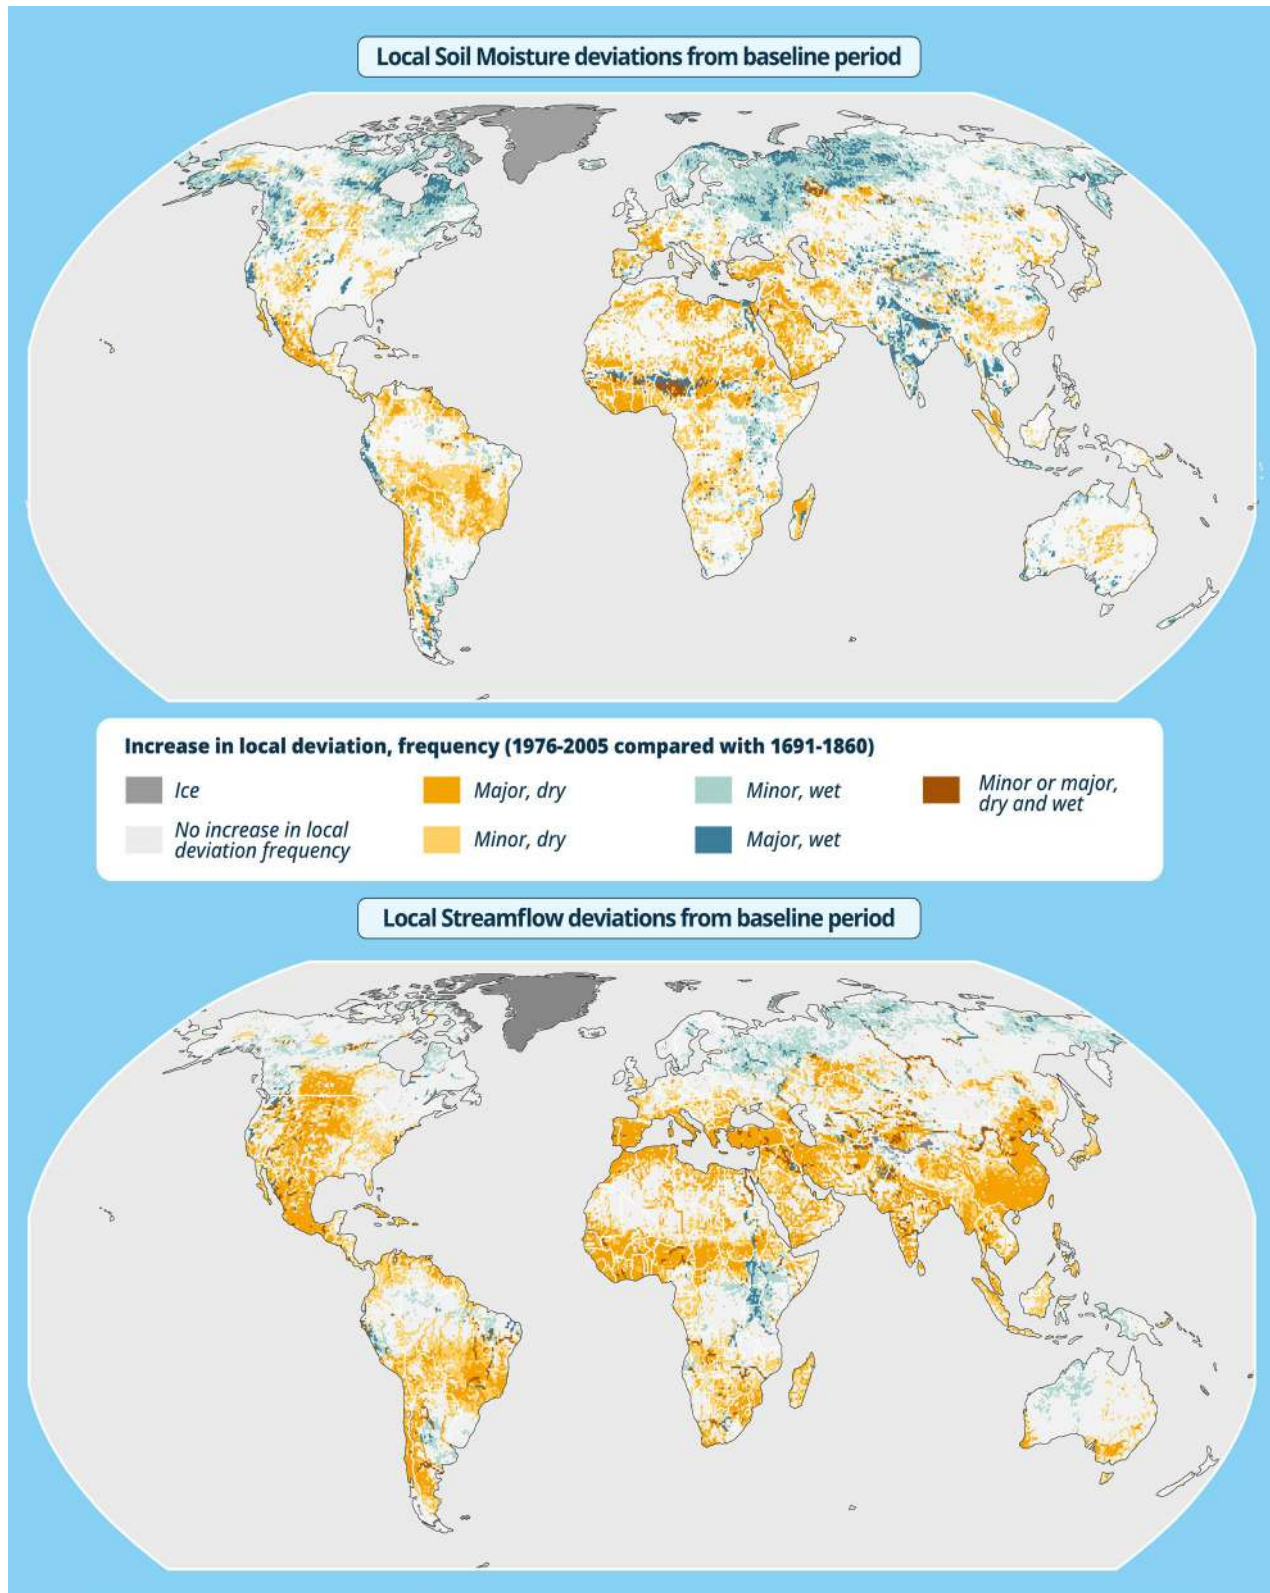 Local Soil Moisture deviations from baseline period
Increase in local deviation, frequency (1976-2005 compared with 1691-1860)
Ice
Major, dry
Minor, wet
Minor or major,
dry and wet
No increase in local
deviation frequency
Minor, dry
Major, wet
Local Streamflow deviations from baseline period